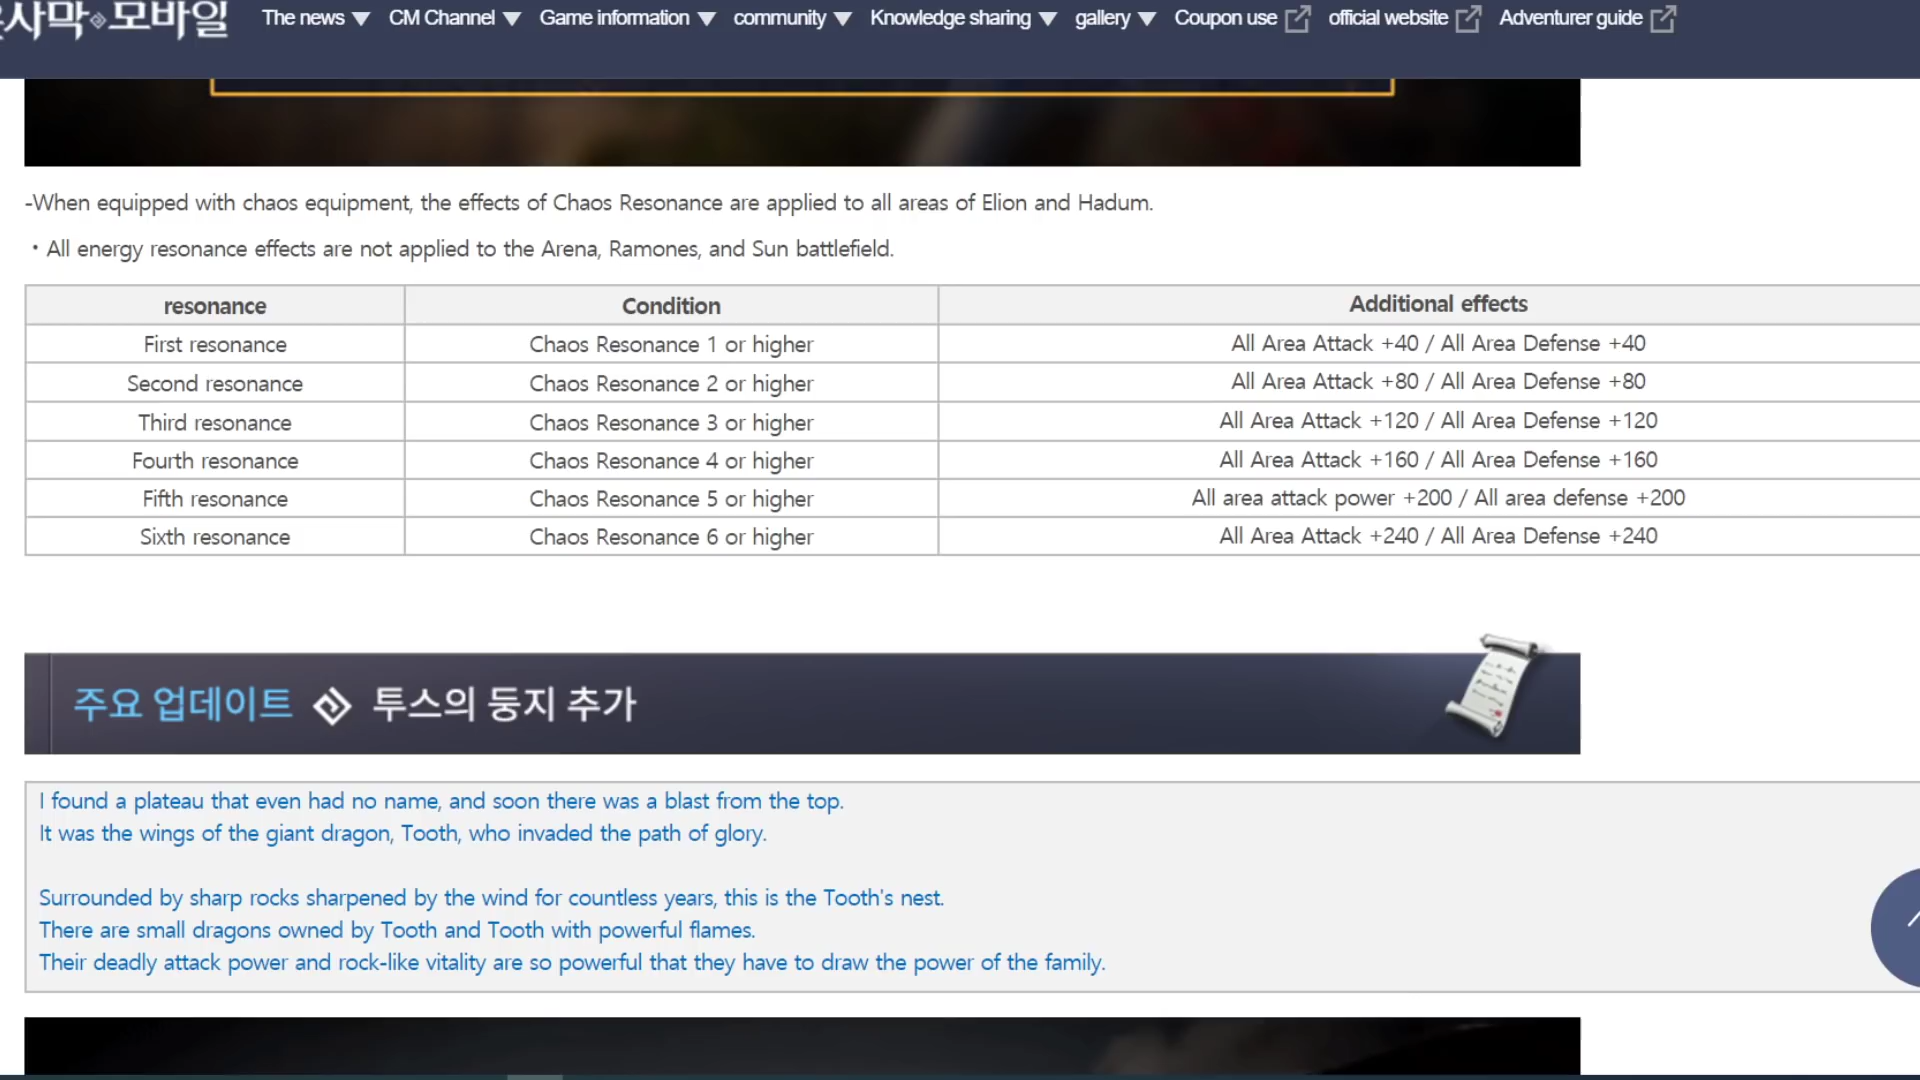 사막 모바일
The news CM Channel Game information community Knowledge sharing gallery Coupon use official website Adventurer guide
-When equipped with chaos equipment, the effects of Chaos Resonance are applied to all areas of Elion and Hadum.
・All energy resonance effects are not applied to the Arena, Ramones, and Sun battlefield.
resonance Condition Additional effects
First resonance Chaos Resonance 1 or higher All Area Attack +40 / All Area Defense +40
Second resonance Chaos Resonance 2 or higher All Area Attack +80 / All Area Defense +80
Third resonance Chaos Resonance 3 or higher All Area Attack +120 / All Area Defense +120
Fourth resonance Chaos Resonance 4 or higher All Area Attack +160 / All Area Defense +160
Fifth resonance Chaos Resonance 5 or higher All area attack power +200 / All area defense +200
Sixth resonance Chaos Resonance 6 or higher All Area Attack +240 / All Area Defense +240
주요 업데이트 투스의 둥지 추가
I found a plateau that even had no name, and soon there was a blast from the top.
It was the wings of the giant dragon, Tooth, who invaded the path of glory.
Surrounded by sharp rocks sharpened by the wind for countless years, this is the Tooth's nest.
There are small dragons owned by Tooth and Tooth with powerful flames.
Their deadly attack power and rock-like vitality are so powerful that they have to draw the power of the family.